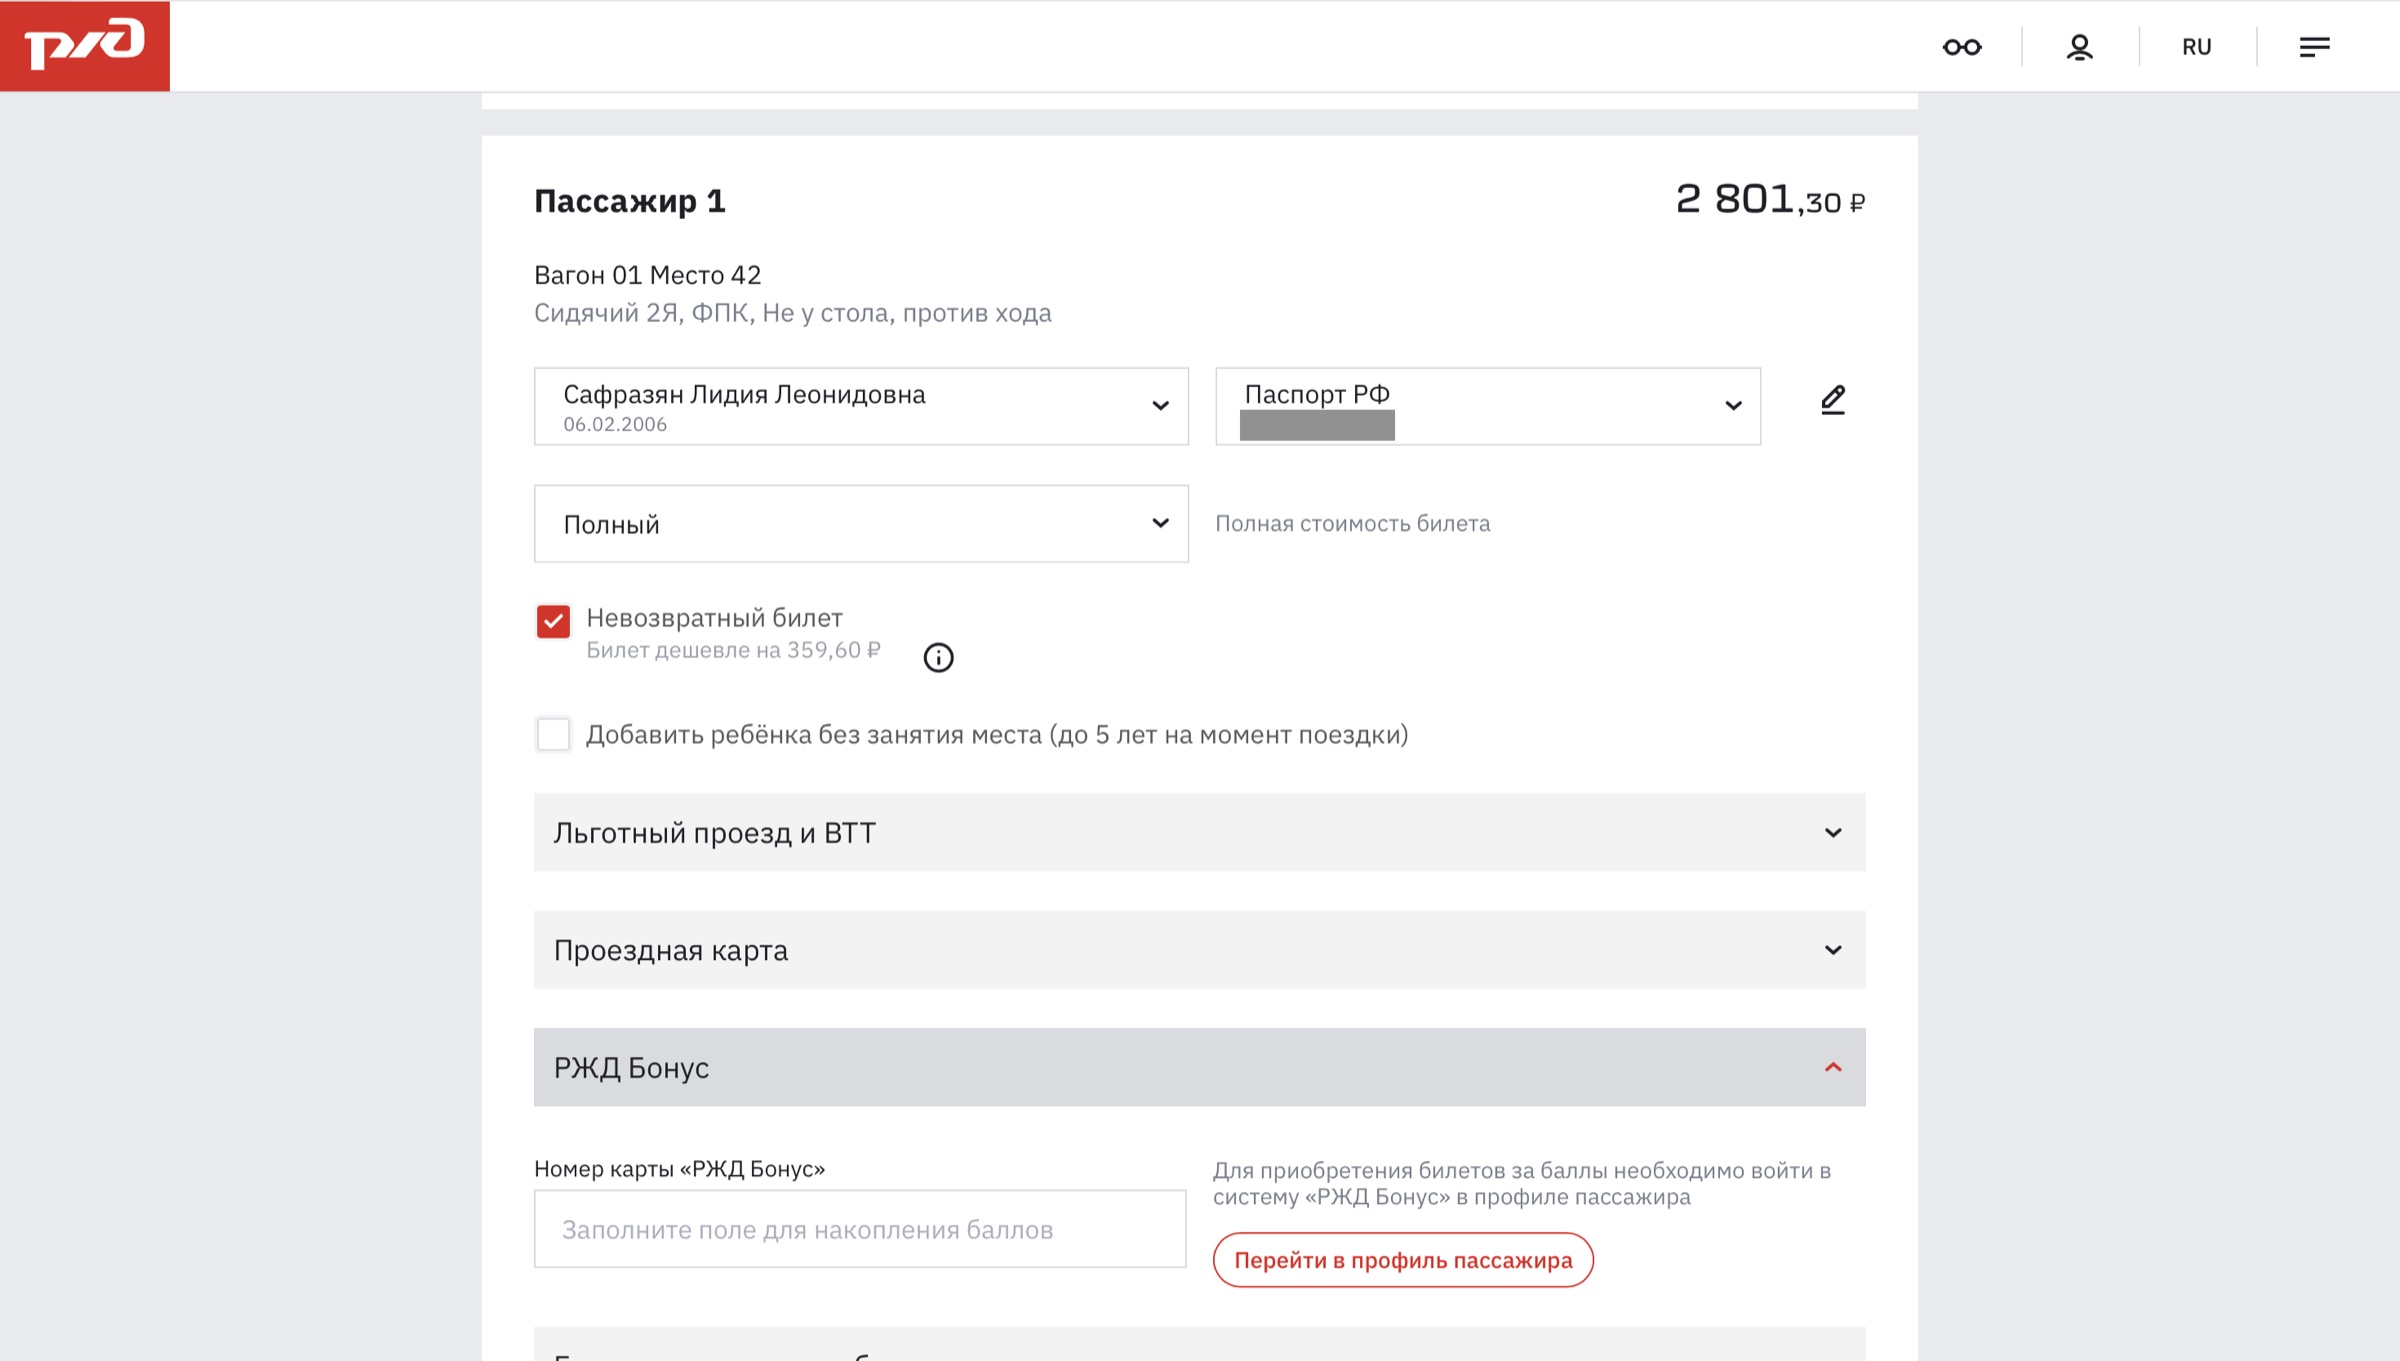 ржд
RU
Пассажир 1
2 801,30 ₽
Вагон 01 Место 42
Сидячий 2Я, ФПК, Не у стола, против хода
Сафразян Лидия Леонидовна
06.02.2006
Паспорт РФ
Полный
Полная стоимость билета
Невозвратный билет
Билет дешевле на 359,60 ₽
Добавить ребёнка без занятия места (до 5 лет на момент поездки)
Льготный проезд и ВТТ
Проездная карта
РЖД Бонус
Номер карты «РЖД Бонус»
Заполните поле для накопления баллов
Для приобретения билетов за баллы необходимо войти в
систему «РЖД Бонус» в профиле пассажира
Перейти в профиль пассажира